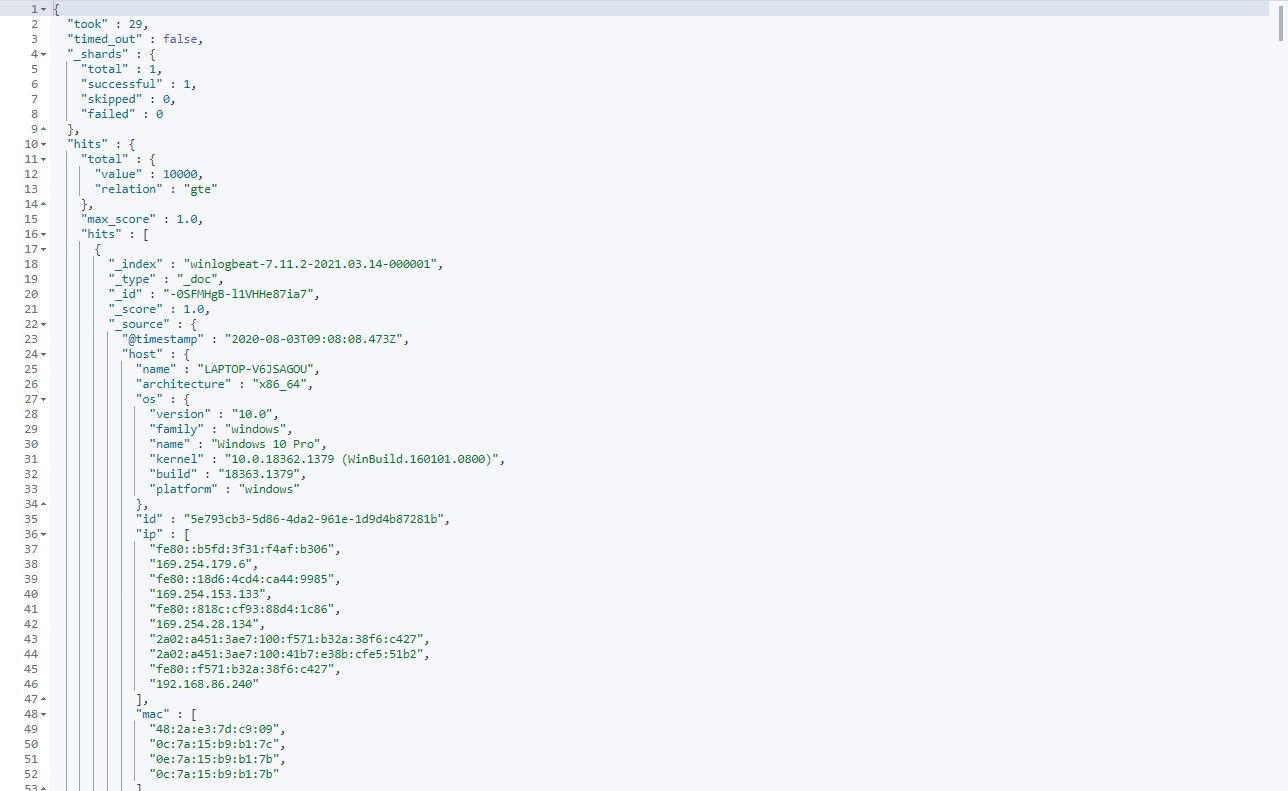 1 {
2 "took" : 29,
3 "timed_out" : false,
4 "_shards" : {
5 "total" : 1,
6 "successful" : 1,
7 "skipped" : 0,
8 "failed" : 0
9 },
10 "hits" : {
11 "total" : {
12 "value" : 10000,
13 "relation" : "gte"
14 },
15 "max_score" : 1.0,
16 "hits" : [
17 {
18 "_index" : "winlogbeat-7.11.2-2021.03.14-000001",
19 "_type" : "_doc",
20 "_id" : "-0SFMHgB-l1VHHe87ia7",
21 "_score" : 1.0,
22 "_source" : {
23 "@timestamp" : "2020-08-03T09:08:08.473Z",
24 "host" : {
25 "name" : "LAPTOP-V6JSAGOU",
26 "architecture" : "x86_64",
27 "os" : {
28 "version" : "10.0",
29 "family" : "windows",
30 "name" : "Windows 10 Pro",
31 "kernel" : "10.0.18362.1379 (WinBuild.160101.0800)",
32 "build" : "18363.1379",
33 "platform" : "windows"
34 },
35 "id" : "5e793cb3-5d86-4da2-961e-1d9d4b87281b",
36 "ip" : [
37 "fe80::b5fd:3f31:f4af:b306",
38 "169.254.179.6",
39 "fe80::18d6:4cd4:ca44:9985",
40 "169.254.153.133",
41 "fe80::818c:cf93:88d4:1c86",
42 "169.254.28.134",
43 "2a02:a451:3ae7:100:f571:b32a:38f6:c427",
44 "2a02:a451:3ae7:100:41b7:e38b:cfe5:51b2",
45 "fe80::f571:b32a:38f6:c427",
46 "192.168.86.240"
47 ],
48 "mac" : [
49 "48:2a:e3:7d:c9:09",
50 "0c:7a:15:b9:b1:7c",
51 "0e:7a:15:b9:b1:7b",
52 "0c:7a:15:b9:b1:7b"
53 ]